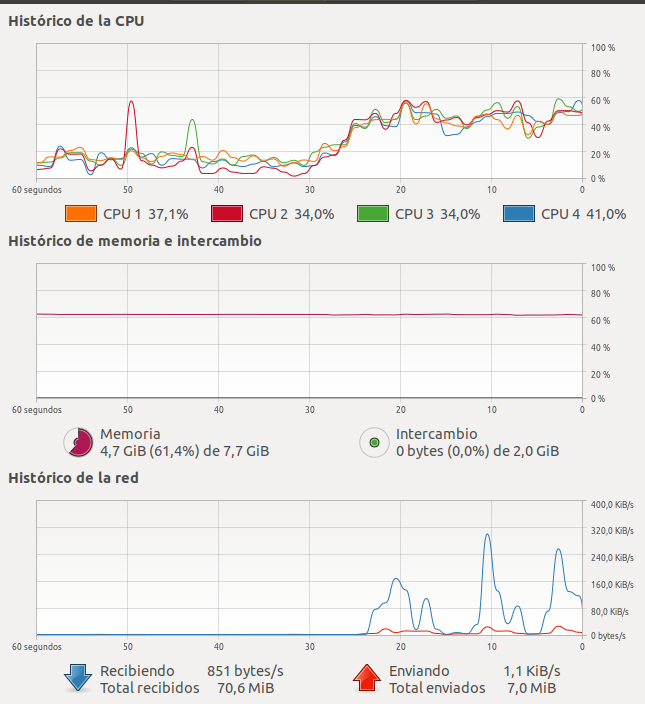 Histórico de la CPU
100 %
80 %
60 %
40 %
20 %
0 %
60 segundos 50 40 30 20 10 0
CPU 1 37,1% CPU 2 34,0% CPU 3 34,0% CPU 4 41,0%
Histórico de memoria e intercambio
100 %
80 %
60 %
40 %
20 %
0 %
60 segundos 50 40 30 20 10 0
Memoria Intercambio
4,7 GiB (61,4%) de 7,7 GiB 0 bytes (0,0%) de 2,0 GiB
Histórico de la red
400,0 KiB/s
320,0 KiB/s
240,0 KiB/s
160,0 KiB/s
80,0 KiB/s
0 bytes/s
60 segundos 50 40 30 20 10 0
Recibiendo 851 bytes/s Enviando 1,1 KiB/s
Total recibidos 70,6 MiB Total enviados 7,0 MiB